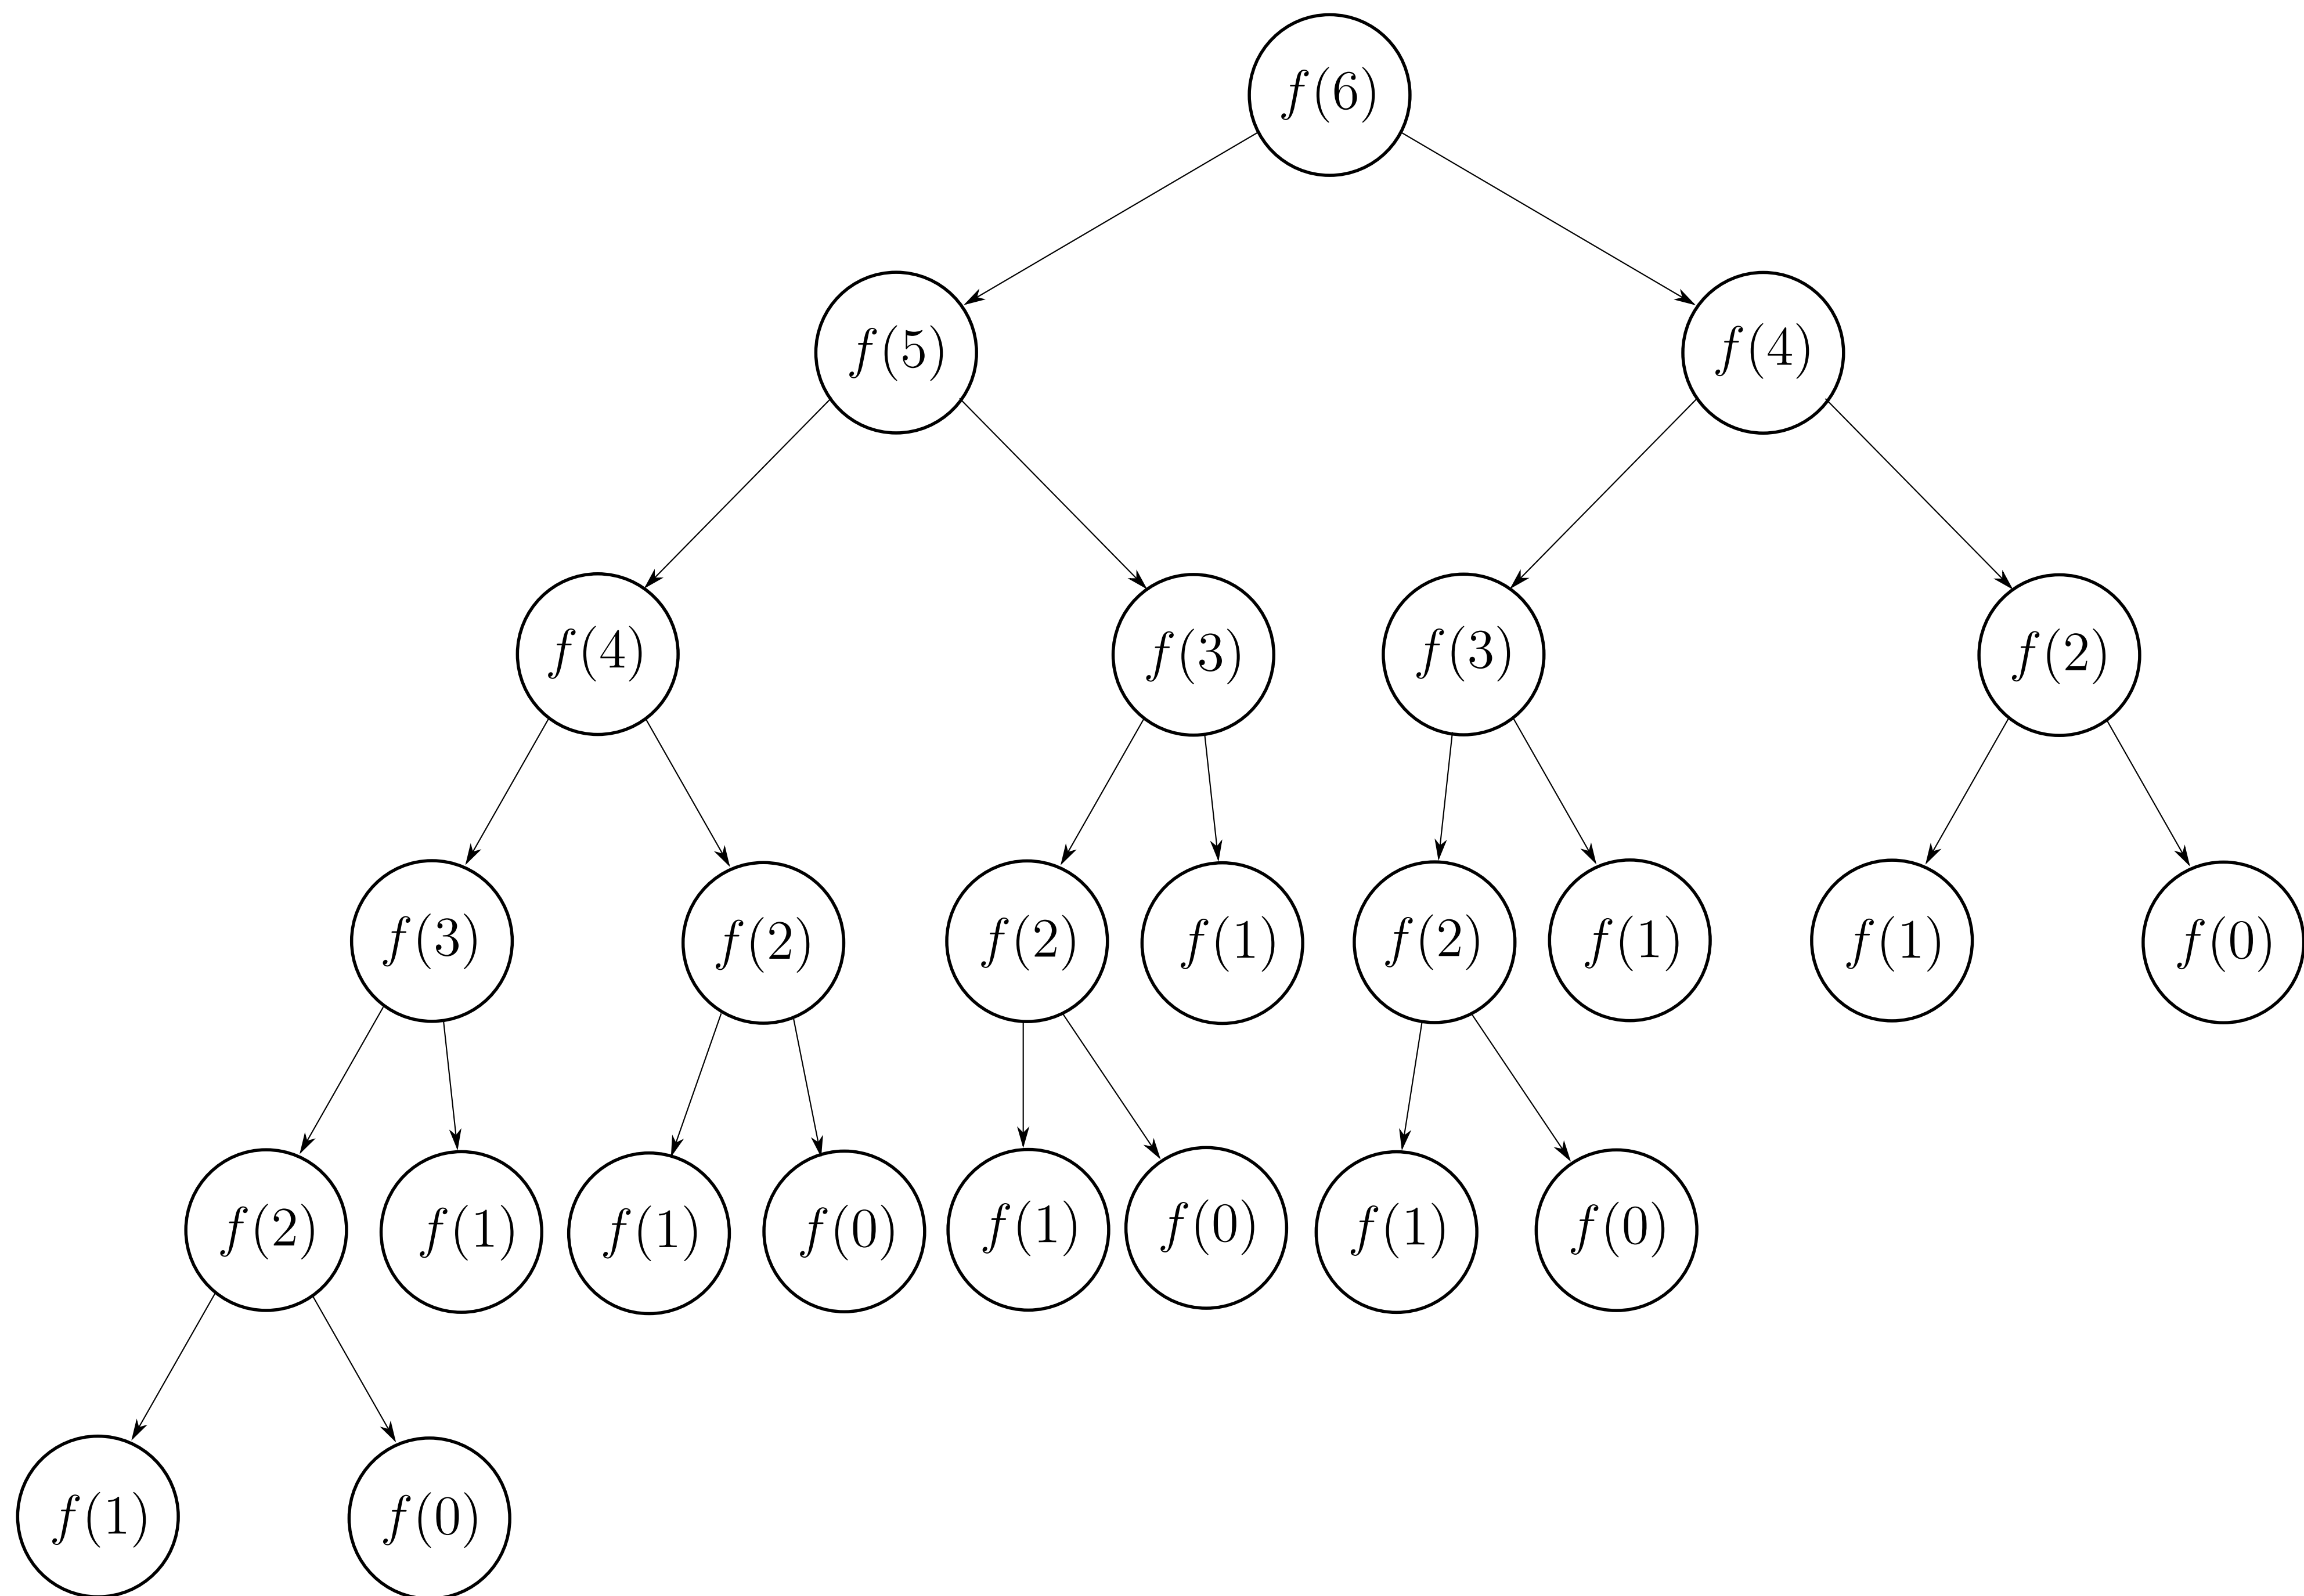 f(6)
f(5) f(4)
f(4) f(3) f(3) f(2)
f(3) f(2) f(2) f(1) f(2) f(1) f(1) f(0)
f(2) f(1) f(1) f(0) f(1) f(0) f(1) f(0)
f(1) f(0)